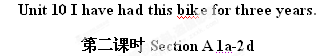 Unit 10 I have had this bike for three years.
第二课时 Section A 1a-2d